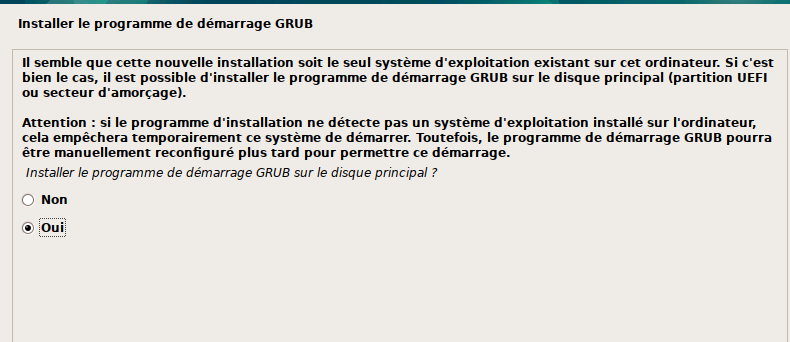 Installer le programme de démarrage GRUB
Il semble que cette nouvelle installation soit le seul système d'exploitation existant sur cet ordinateur. Si c'est
bien le cas, il est possible d'installer le programme de démarrage GRUB sur le disque principal (partition UEFI
ou secteur d'amorçage).
Attention : si le programme d'installation ne détecte pas un système d'exploitation installé sur l'ordinateur,
cela empêchera temporairement ce système de démarrer. Toutefois, le programme de démarrage GRUB pourra
être manuellement reconfiguré plus tard pour permettre ce démarrage.
Installer le programme de démarrage GRUB sur le disque principal ?
Non
Oui